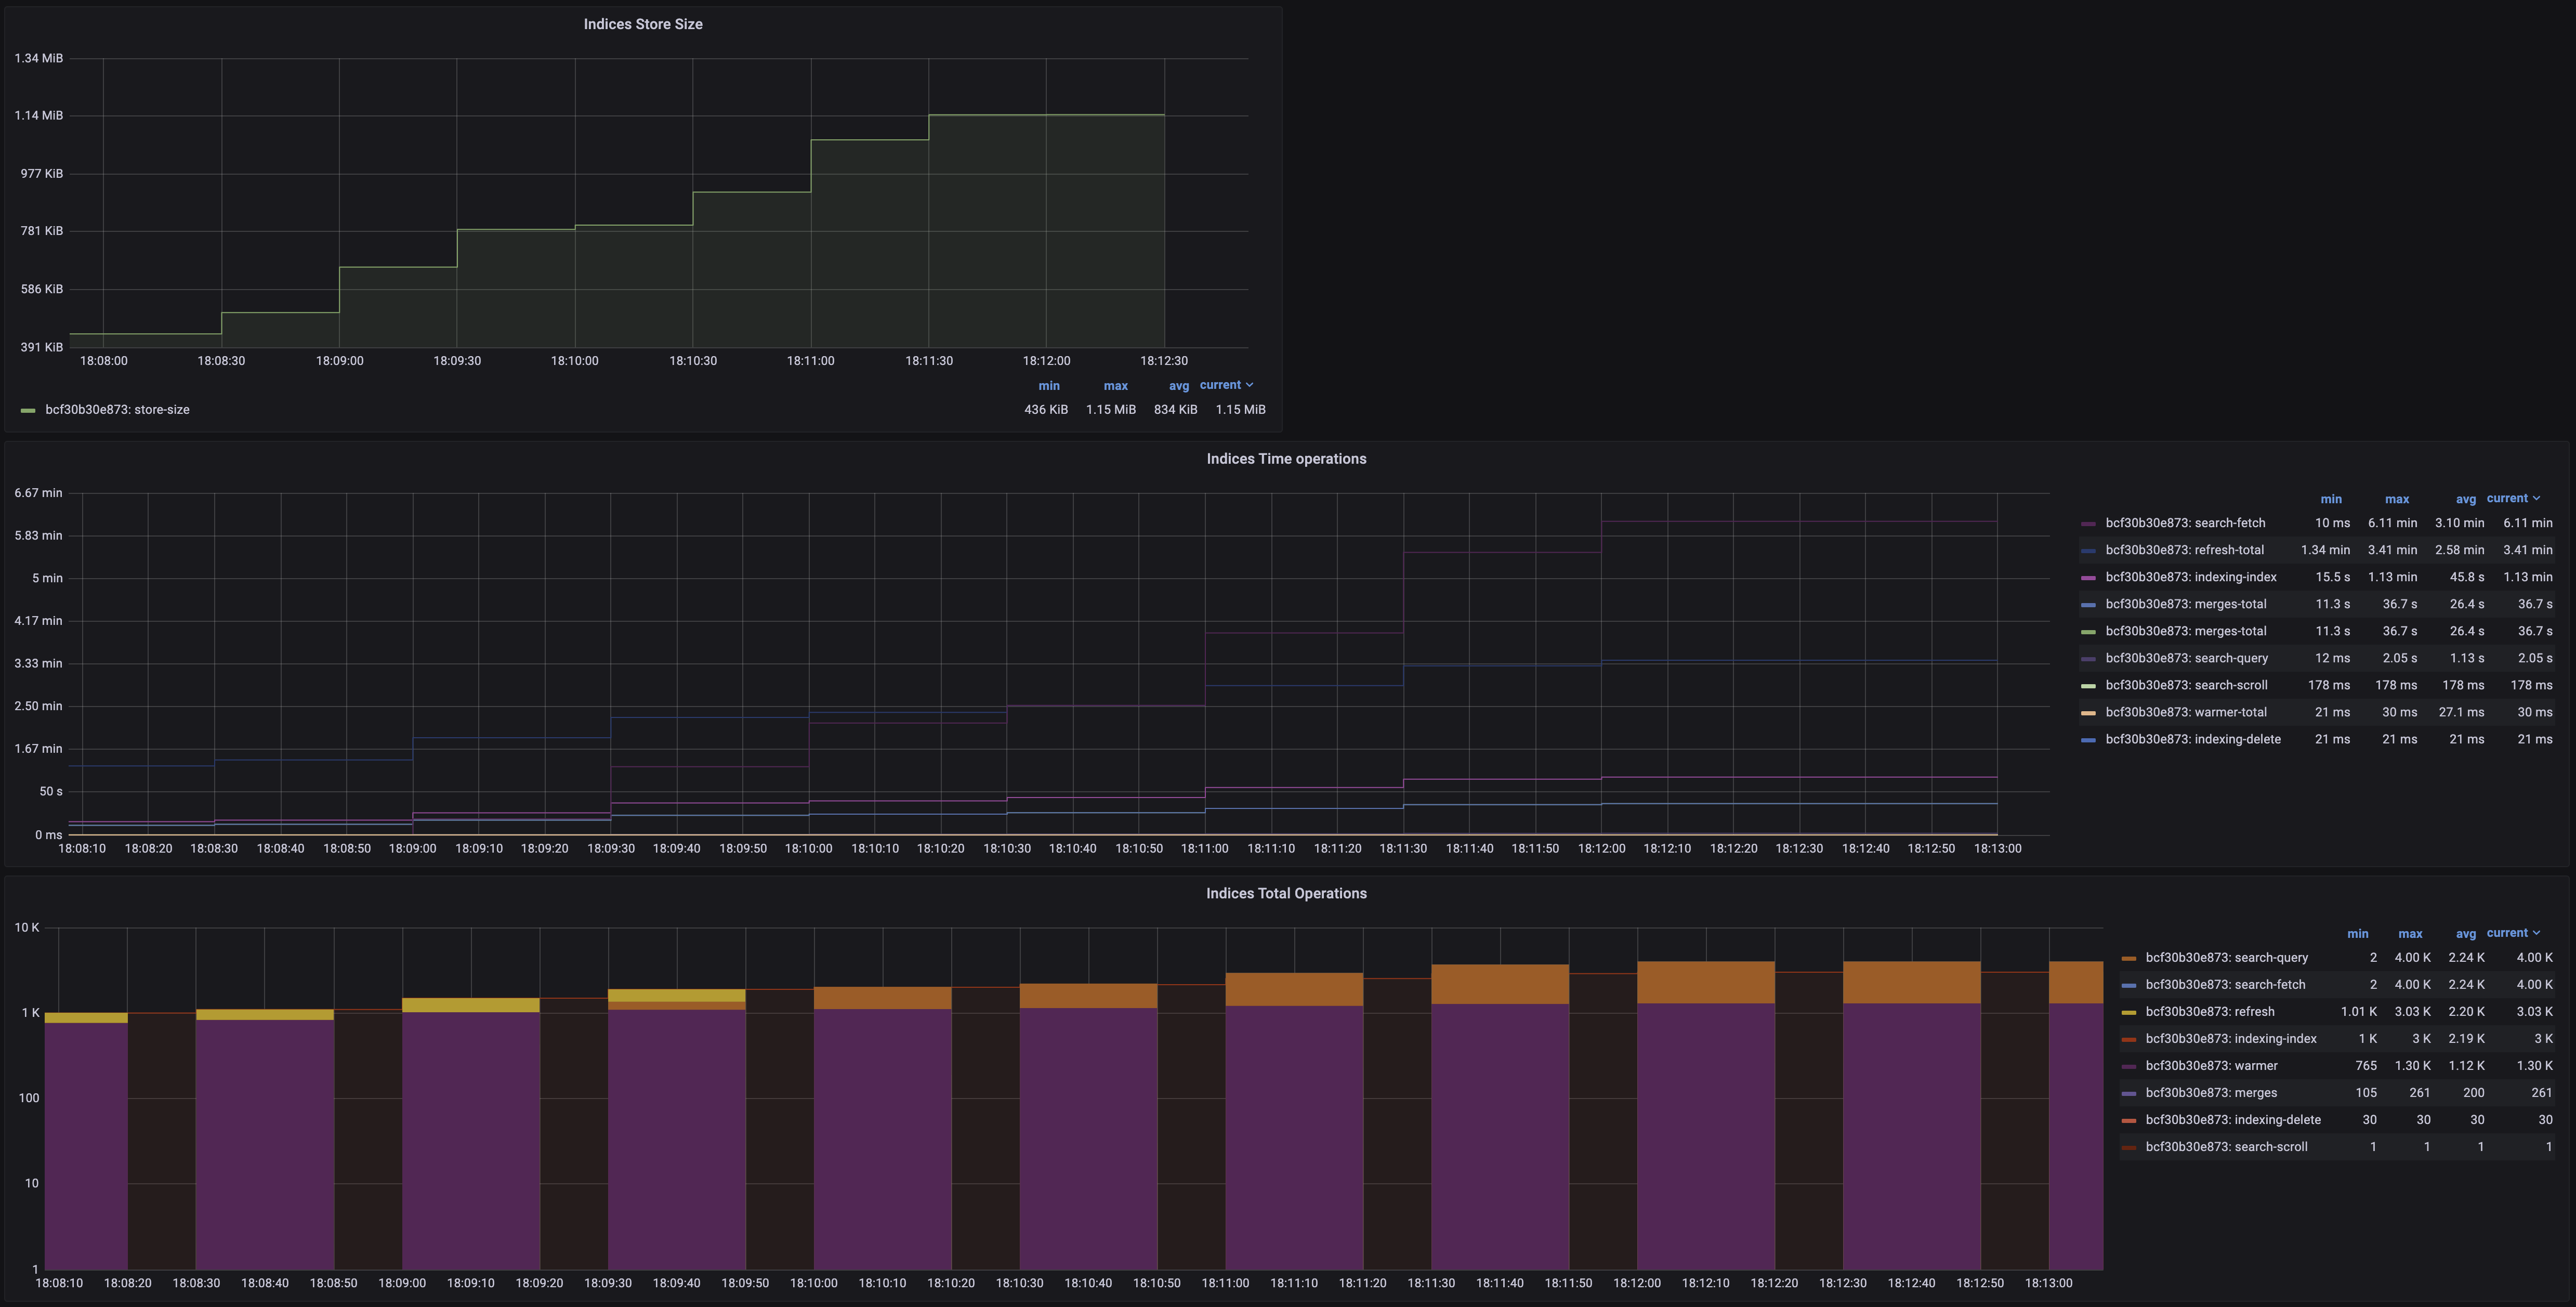 Indices Store Size
1.34 MiB
1.14 MiB
977 KiB
781 KiB
586 KiB
391 KiB
18:08:00 18:08:30 18:09:00 18:09:30 18:10:00 18:10:30 18:11:00 18:11:30 18:12:00 18:12:30
min max avg current
bcf30b30e873: store-size 436 KiB 1.15 MiB 834 KiB 1.15 MiB
Indices Time operations
6.67 min
5.83 min
5 min
4.17 min
3.33 min
2.50 min
1.67 min
50 s
0 ms
18:08:10 18:08:20 18:08:30 18:08:40 18:08:50 18:09:00 18:09:10 18:09:20 18:09:30 18:09:40 18:09:50 18:10:00 18:10:10 18:10:20 18:10:30 18:10:40 18:10:50 18:11:00 18:11:10 18:11:20 18:11:30 18:11:40 18:11:50 18:12:00 18:12:10 18:12:20 18:12:30 18:12:40 18:12:50 18:13:00
min max avg current
bcf30b30e873: search-fetch 10 ms 6.11 min 3.10 min 6.11 min
bcf30b30e873: refresh-total 1.34 min 3.41 min 2.58 min 3.41 min
bcf30b30e873: indexing-index 15.5 s 1.13 min 45.8 s 1.13 min
bcf30b30e873: merges-total 11.3 s 36.7 s 26.4 s 36.7 s
bcf30b30e873: merges-total 11.3 s 36.7 s 26.4 s 36.7 s
bcf30b30e873: search-query 12 ms 2.05 s 1.13 s 2.05 s
bcf30b30e873: search-scroll 178 ms 178 ms 178 ms 178 ms
bcf30b30e873: warmer-total 21 ms 30 ms 27.1 ms 30 ms
bcf30b30e873: indexing-delete 21 ms 21 ms 21 ms 21 ms
Indices Total Operations
10 K
1 K
100
10
1
18:08:10 18:08:20 18:08:30 18:08:40 18:08:50 18:09:00 18:09:10 18:09:20 18:09:30 18:09:40 18:09:50 18:10:00 18:10:10 18:10:20 18:10:30 18:10:40 18:10:50 18:11:00 18:11:10 18:11:20 18:11:30 18:11:40 18:11:50 18:12:00 18:12:10 18:12:20 18:12:30 18:12:40 18:12:50 18:13:00
min max avg current
bcf30b30e873: search-query 2 4.00 K 2.24 K 4.00 K
bcf30b30e873: search-fetch 2 4.00 K 2.24 K 4.00 K
bcf30b30e873: refresh 1.01 K 3.03 K 2.20 K 3.03 K
bcf30b30e873: indexing-index 1 K 3 K 2.19 K 3 K
bcf30b30e873: warmer 765 1.30 K 1.12 K 1.30 K
bcf30b30e873: merges 105 261 200 261
bcf30b30e873: indexing-delete 30 30 30 30
bcf30b30e873: search-scroll 1 1 1 1